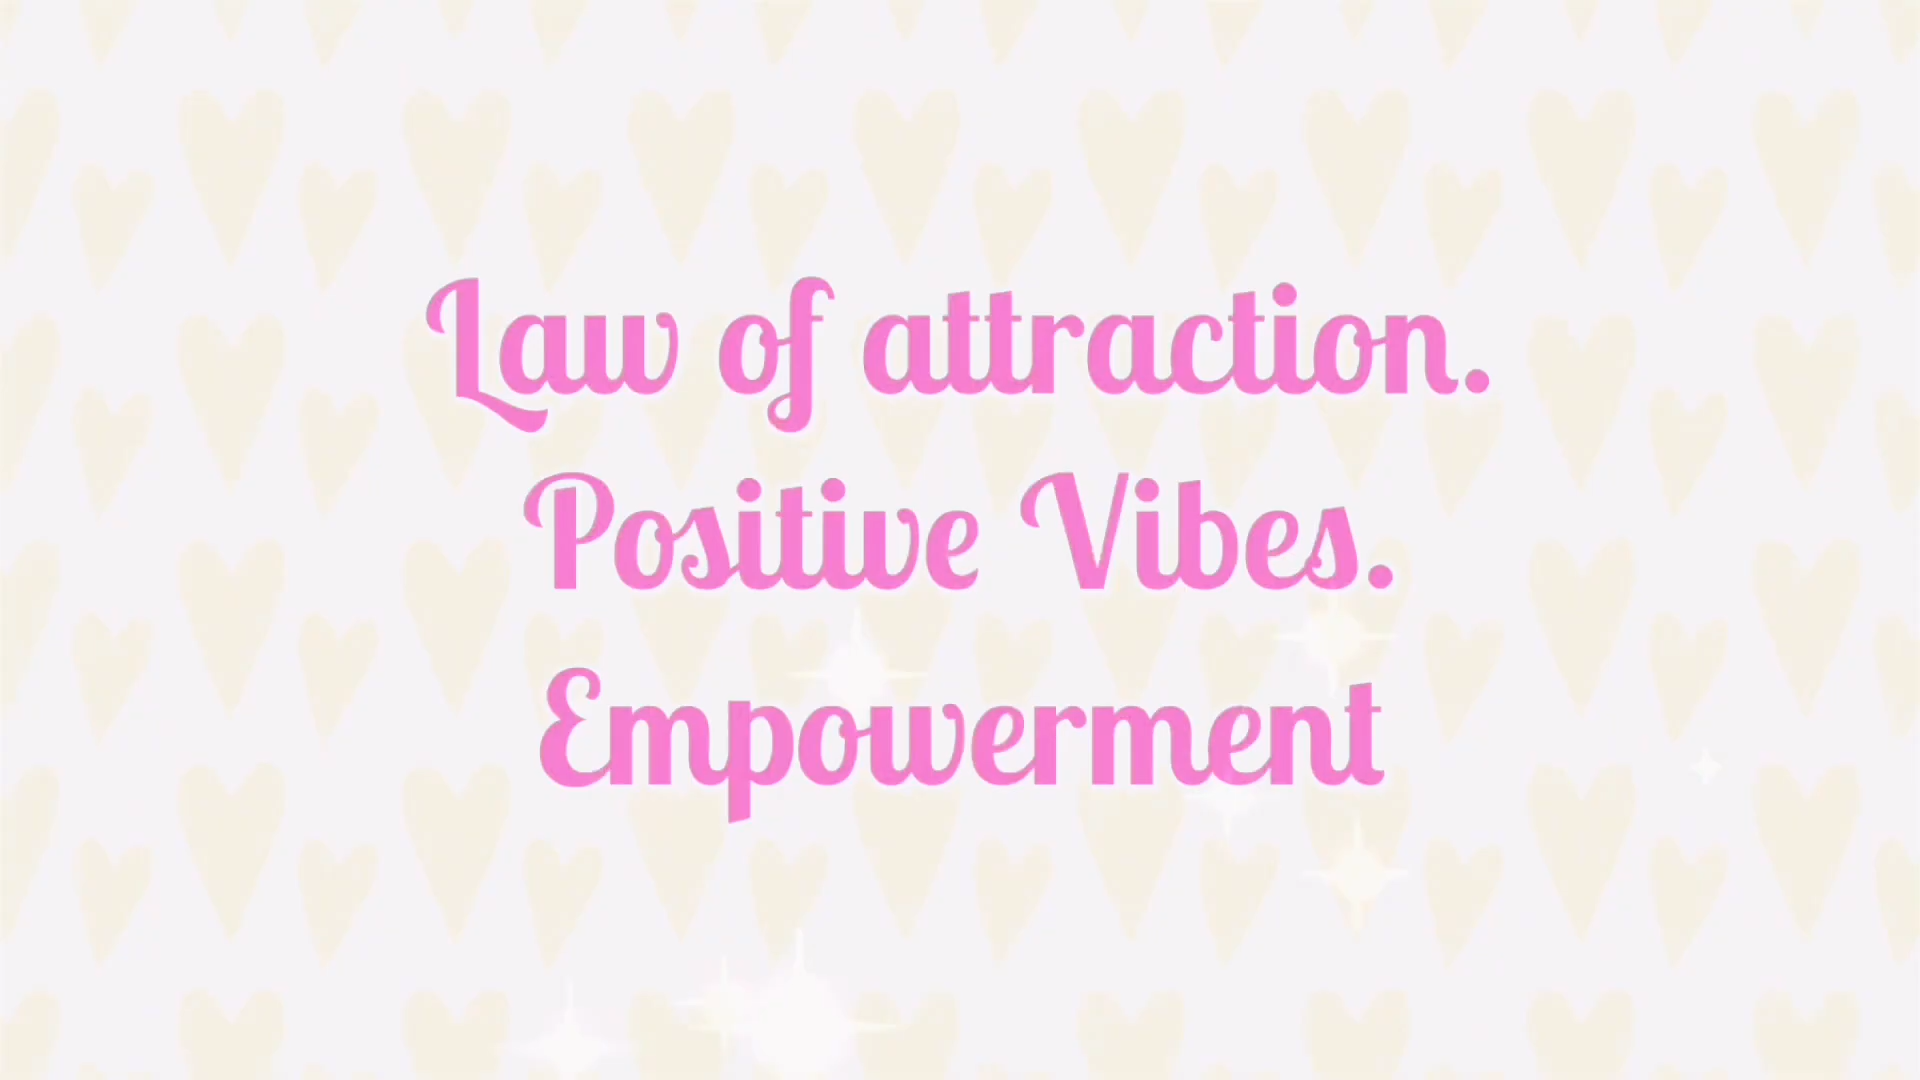 Law of attraction.
Positive Vibes.
Empowerment